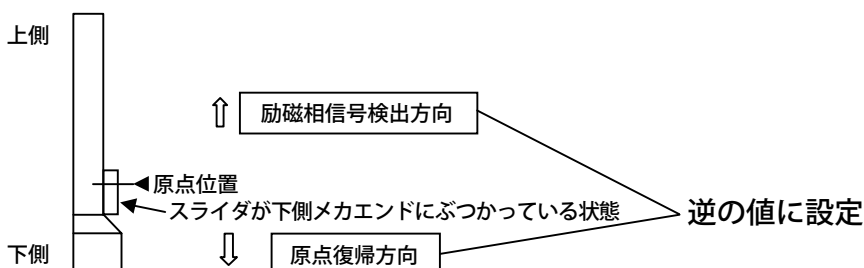 上側
励磁相信号検出方向
原点位置
スライダが下側メカエンドにぶつかっている状態
逆の値に設定
下側
原点復帰方向